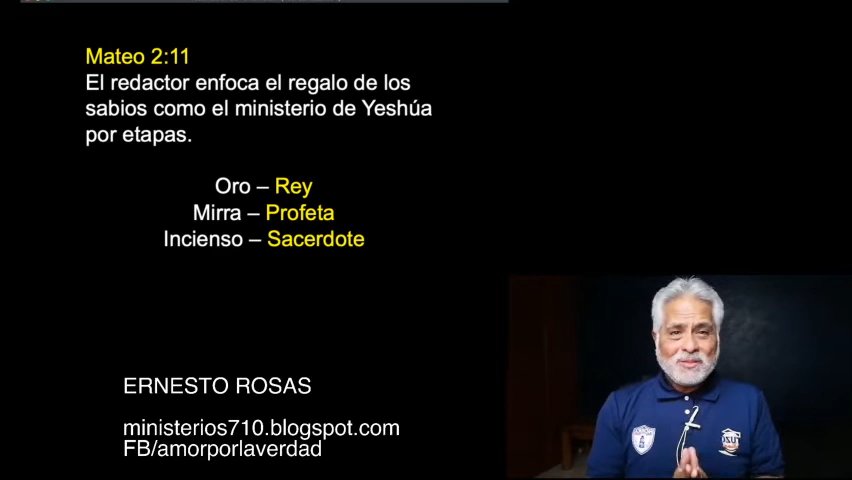 Mateo 2:11
El redactor enfoca el regalo de los
sabios como el ministerio de Yeshúa
por etapas.
Oro – Rey
Mirra – Profeta
Incienso – Sacerdote
ERNESTO ROSAS
ministerios710.blogspot.com
FB/amorporlaverdad